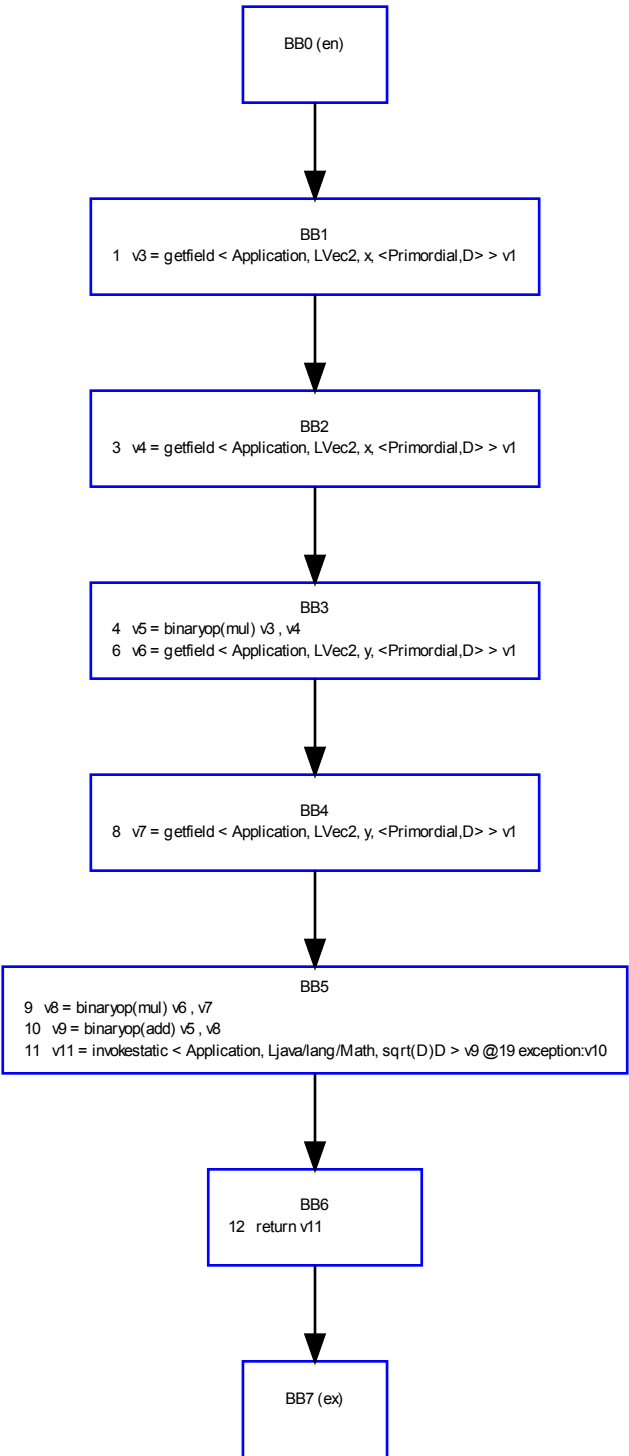 BB0 (en)
BB1
1 v3 = getfield < Application, LVec2, x, <Primordial,D> > v1
BB2
3 v4 = getfield < Application, LVec2, x, <Primordial,D> > v1
BB3
4 v5 = binaryop(mul) v3 , v4
6 v6 = getfield < Application, LVec2, y, <Primordial,D> > v1
BB4
8 v7 = getfield < Application, LVec2, y, <Primordial,D> > v1
BB5
9 v8 = binaryop(mul) v6 , v7
10 v9 = binaryop(add) v5 , v8
11 v11 = invokestatic < Application, Ljava/lang/Math, sqrt(D)D > v9 @19 exception:v10
BB6
12 return v11
BB7 (ex)